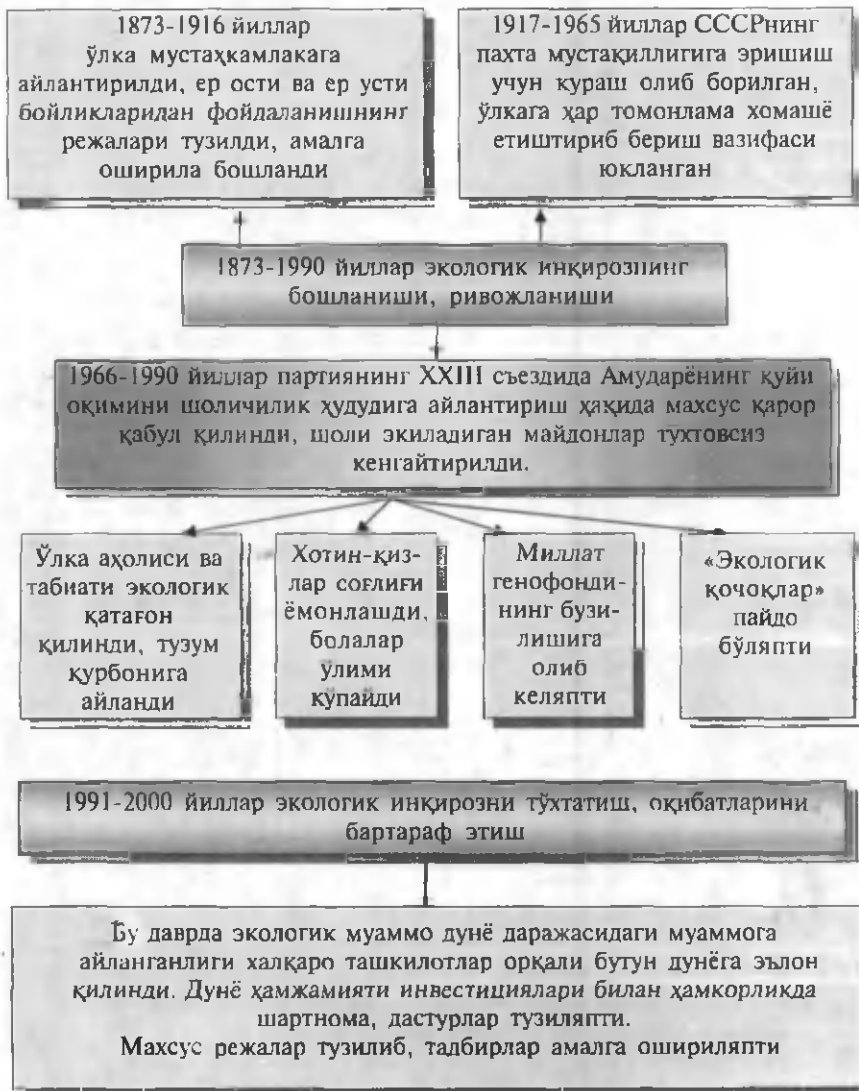 1873-1916 йиллар
ўлка мустаҳкамлакага
айлантирилди, ер ости ва ер усти
бойликларидан фойдаланишнинг
режалари тузилди, амалга
оширила бошланди
1917-1965 йиллар СССРнинг
пахта мустақиллигига эришиш
учун кураш олиб борилган,
ўлкага ҳар томонлама хомашё
етиштириб бериш вазифаси
юкланган
1873-1990 йиллар экологик инқирознинг
бошланиши, ривожланиши
1966-1990 йиллар партиянинг XXIII съездида Амударёнинг қуйи
оқимини шоличилик ҳудудига айлантириш ҳақида махсус қарор
қабул қилинди, шоли экиладиган майдонлар тўхтовсиз
кенгайтирилди.
Ўлка аҳолиси ва
табиати экологик
қатағон
қилинди, тузум
қурбонига
айланди
Хотин-қиз-
лар соғлиғи
ёмонлашди,
болалар
ўлими
кўпайди
Миллат
генофонди-
нинг бузи-
лишига
олиб
келяпти
«Экологик
қочоқлар»
пайдо
бўляпти
1991-2000 йиллар экологик инқирозни тўхтатиш, оқибатларини
бартараф этиш
Бу даврда экологик муаммо дунё даражасидаги муаммога
айланганлиги халқаро ташкилотлар орқали бутун дунёга эълон
қилинди. Дунё ҳамжамияти инвестициялари билан ҳамкорликда
шартнома, дастурлар тузиляпти.
Махсус режалар тузилиб, тадбирлар амалга ошириляпти